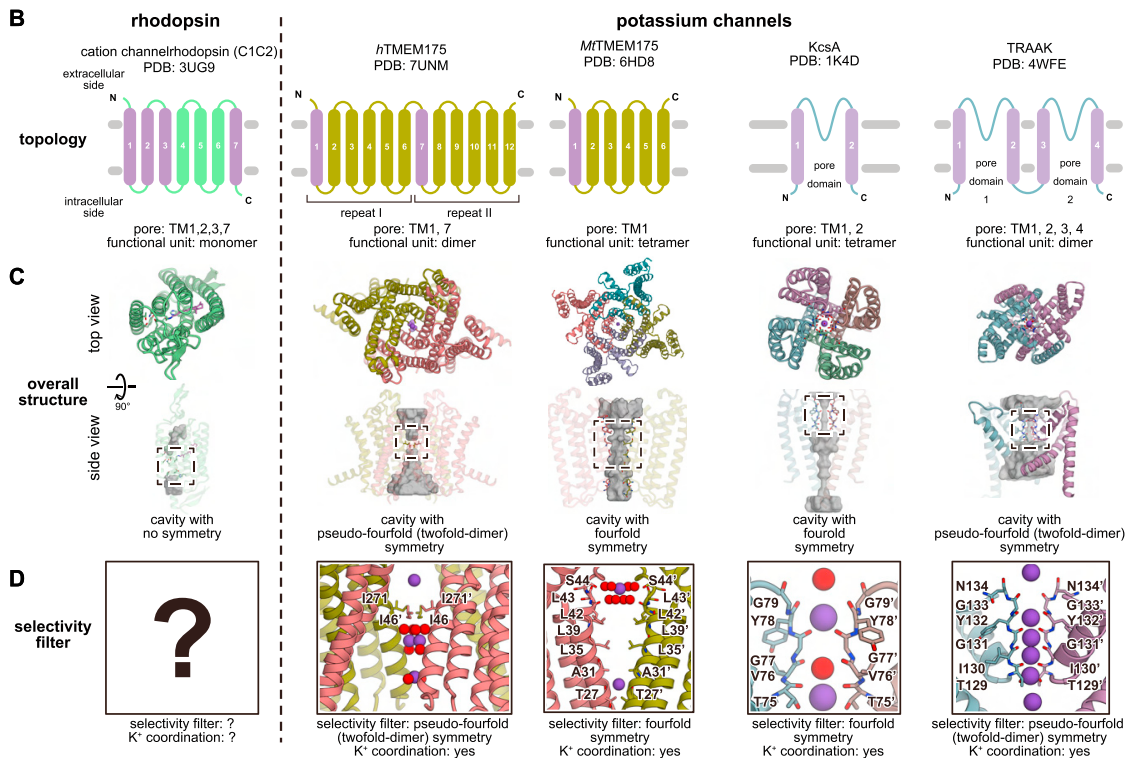 B
rhodopsin
potassium channels
cation channelrhodopsin (C1C2)
PDB: 3UG9
hTMEM175
PDB: 7UNM
MtTMEM175
PDB: 6HD8
KcsA
PDB: 1K4D
TRAAK
PDB: 4WFE
topology
extracellular
side
intracellular
side
N
1 2 3 4 5 6 7
C
N
C
1 2 3 4 5 6 7 8 9 10 11 12
repeat I
repeat II
N
C
1 2 3 4 5 6
1 2
pore
domain
N
C
1 2 3 4
pore
domain
1
pore
domain
2
N
C
pore: TM1,2,3,7
functional unit: monomer
pore: TM1, 7
functional unit: dimer
pore: TM1
functional unit: tetramer
pore: TM1, 2
functional unit: tetramer
pore: TM1, 2, 3, 4
functional unit: dimer
C
overall
structure
top view
90°
side view
cavity with
no symmetry
cavity with
pseudo-fourfold (twofold-dimer)
symmetry
cavity with
fourfold
symmetry
cavity with
fourold
symmetry
cavity with
pseudo-fourfold (twofold-dimer)
symmetry
D
selectivity
filter
?
I271 I271'
I46' I46
S44 S44'
L43 L43'
L42 L42'
L39 L39'
L35 L35'
A31 A31'
T27 T27'
G79 G79'
Y78 Y78'
G77 G77'
V76 V76'
T75 T75'
N134 N134'
G133 G133'
Y132 Y132'
G131 G131'
I130 I130'
T129 T129'
selectivity filter: ?
K⁺ coordination: ?
selectivity filter: pseudo-fourfold
(twofold-dimer) symmetry
K⁺ coordination: yes
selectivity filter: fourfold
symmetry
K⁺ coordination: yes
selectivity filter: fourfold
symmetry
K⁺ coordination: yes
selectivity filter: pseudo-fourfold
(twofold-dimer) symmetry
K⁺ coordination: yes